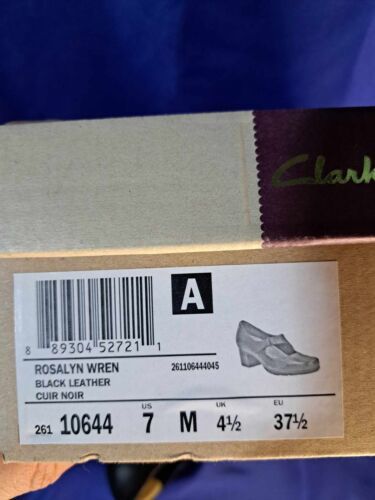 Clark
A
8 89304 52721 1
ROSALYN WREN 261106444045
BLACK LEATHER
CUIR NOIR
US UK EU
261 10644 7 M 4½ 37½